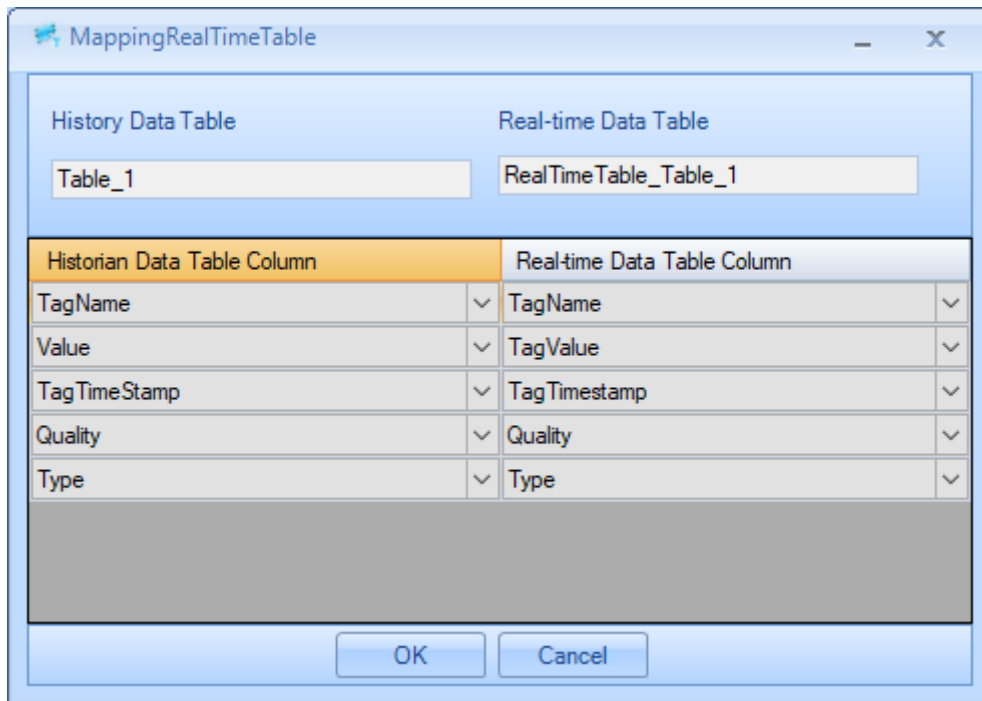 MappingRealTimeTable
History Data Table Real-time Data Table
Table_1 RealTimeTable_Table_1
Historian Data Table Column Real-time Data Table Column
TagName TagName
Value TagValue
TagTimeStamp TagTimestamp
Quality Quality
Type Type
OK Cancel